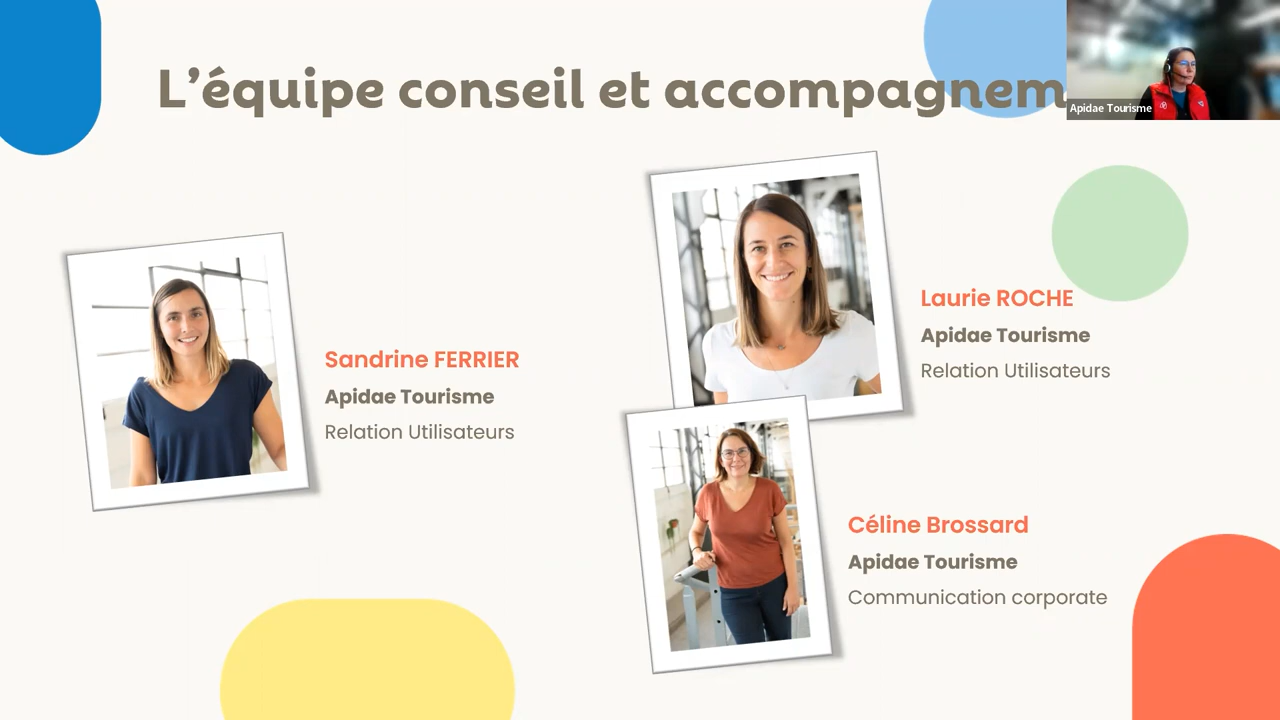 L’équipe conseil et accompagnem
Apidae Tourisme
Sandrine FERRIER
Apidae Tourisme
Relation Utilisateurs
Laurie ROCHE
Apidae Tourisme
Relation Utilisateurs
Céline Brossard
Apidae Tourisme
Communication corporate